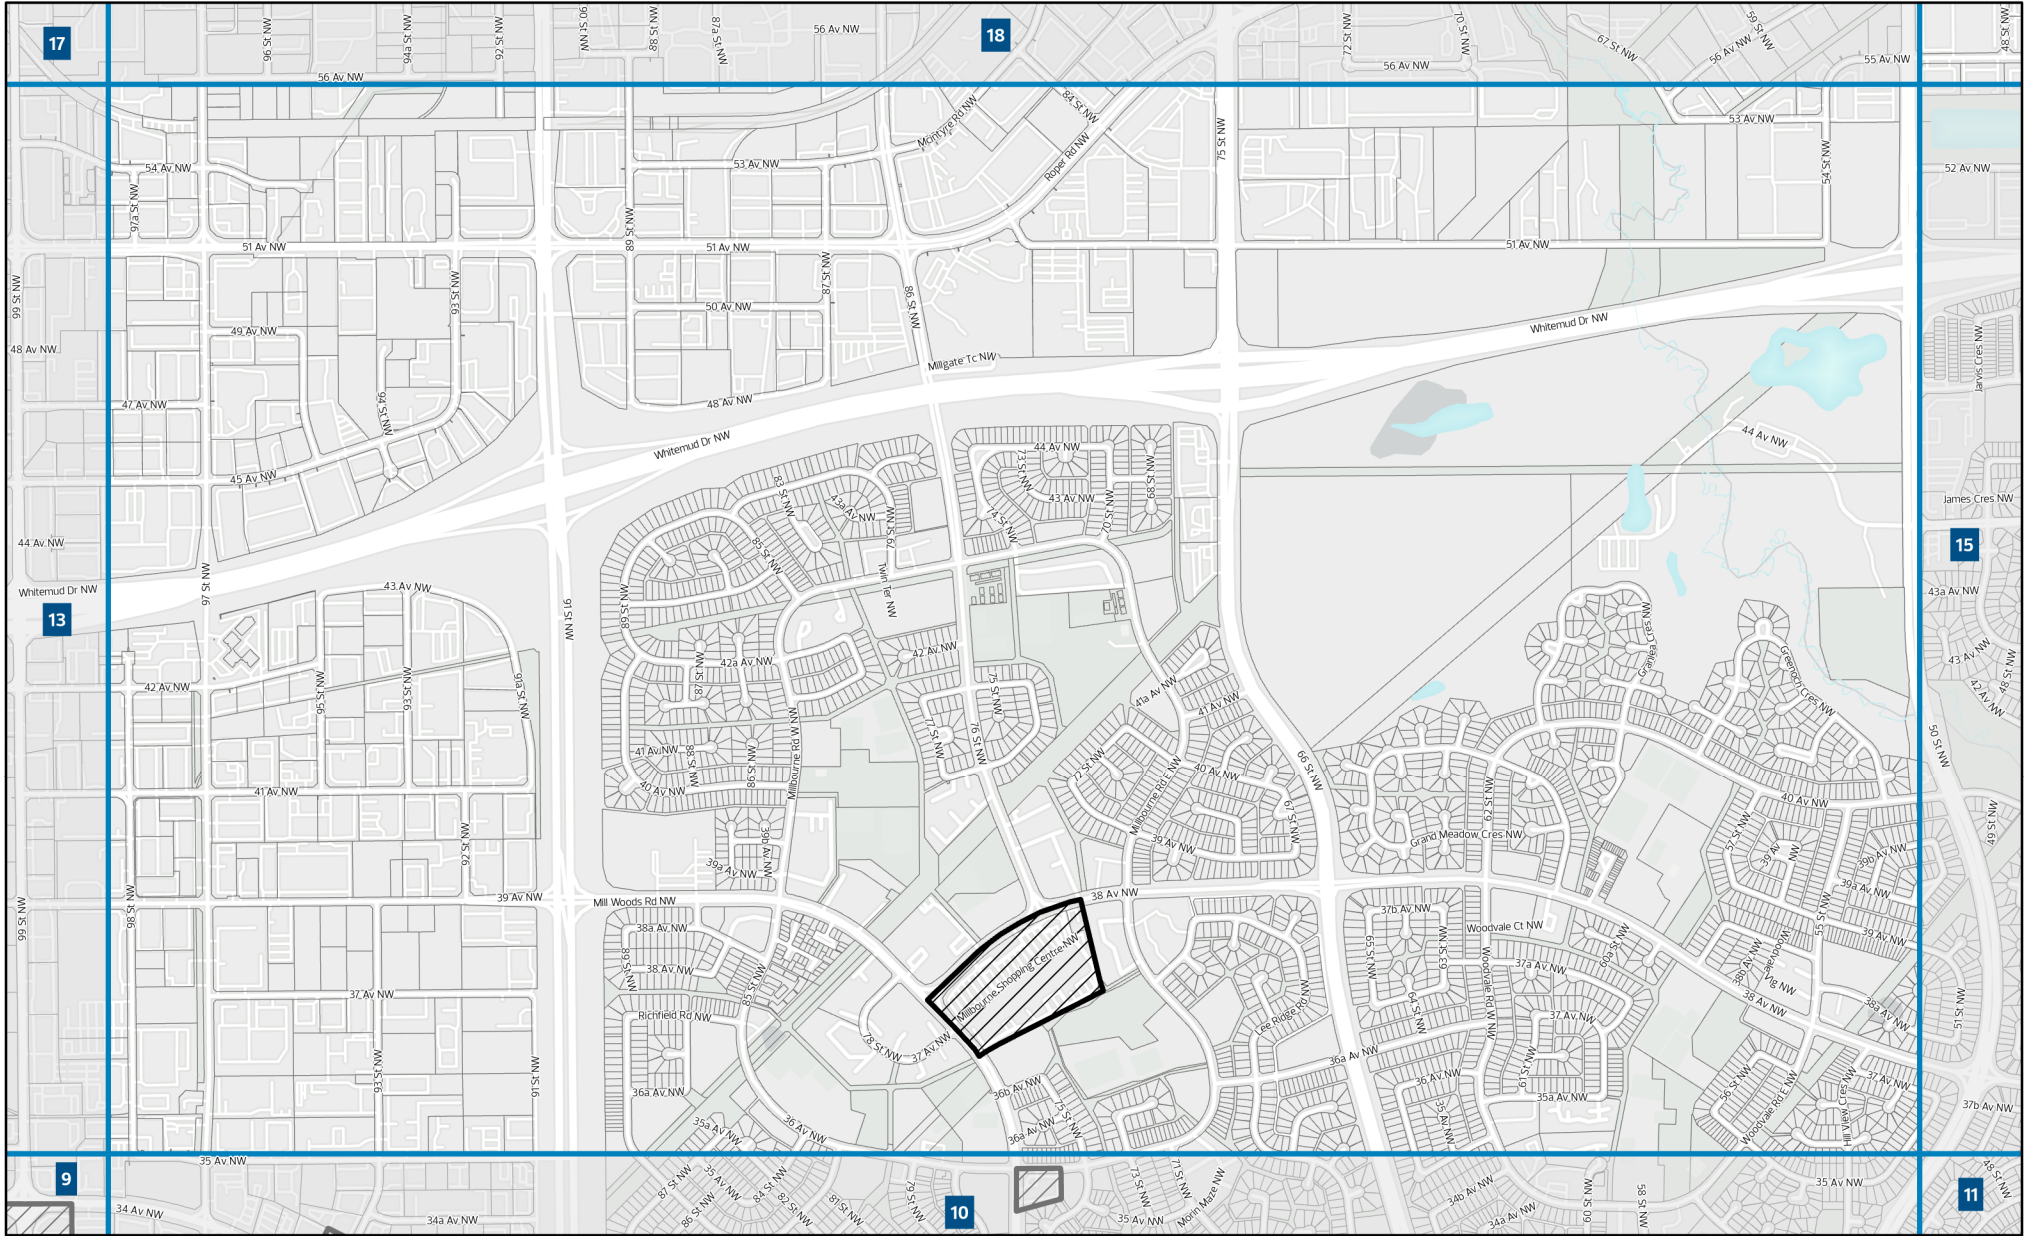 17
18
96 St NW
94a St NW
92 St NW
90 St NW
88 St NW
87a St NW
56 Av NW
72 St NW
70 St NW
67 St NW
56 Av NW
59 St NW
55 Av NW
48 St NW
56 Av NW
56 Av NW
84 St NW
McIntyre Rd NW
Roper Rd NW
75 St NW
53 Av NW
54 St NW
54 Av NW
53 Av NW
52 Av NW
97a St NW
89 St NW
51 Av NW
51 Av NW
51 Av NW
99 St NW
93 St NW
87 St NW
86 St NW
50 Av NW
49 Av NW
48 Av NW
Whitemud Dr NW
Millgate Tc NW
Jarvis Cres NW
47 Av NW
94 St NW
48 Av NW
Whitemud Dr NW
44 Av NW
44 Av NW
73 St NW
68 St NW
45 Av NW
83 St NW
43a Av NW
43 Av NW
70 St NW
74 St NW
79 St NW
James Cres NW
15
44 Av NW
85 St NW
Whitemud Dr NW
97 St NW
43 Av NW
Twin Ter NW
91 St NW
89 St NW
43a Av NW
13
Grandeau Cres NW
Greenoch Cres NW
42 Av NW
42a Av NW
42 Av NW
43 Av NW
48 St NW
42 Av NW
95 St NW
93 St NW
91a St NW
87 St NW
75 St NW
41a Av NW
41 Av NW
77 St NW
76 St NW
Millbourne Rd W NW
41 Av NW
88 St NW
86 St NW
40 Av NW
72 St NW
40 Av NW
66 St NW
50 St NW
41 Av NW
62 St NW
40 Av NW
67 St NW
Millbourne Rd E NW
39 Av NW
Grand Meadow Cres NW
57 St NW
49 St NW
92 St NW
39b Av NW
39a Av NW
39 Av NW
39b Av NW
39a Av NW
39 Av NW
Mill Woods Rd NW
38 Av NW
99 St NW
98 St NW
38a Av NW
89 St NW
38 Av NW
37b Av NW
65 St NW
63 St NW
Woodvale Ct NW
60a St NW
55 St NW
39 Av NW
Millbourne Shopping Centre NW
85 St NW
37a Av NW
Woodvale Rd W NW
38b Av NW
Woodvale Vlg NW
38 Av NW
38a Av NW
51 St NW
37 Av NW
Richfield Rd NW
64 St NW
Lee Ridge Rd NW
37 Av NW
78 St NW
37 Av NW
36a Av NW
36 Av NW
61 St NW
35a Av NW
56 St NW
37 Av NW
93 St NW
91 St NW
36a Av NW
36b Av NW
75 St NW
35 Av NW
Woodvale Rd E NW
Hill View Cres NW
37b Av NW
35a Av NW
36 Av NW
36a Av NW
9
35 Av NW
87 St NW
35 Av NW
84 St NW
82 St NW
81 St NW
79 St NW
86 St NW
10
73 St NW
71 St NW
Morin Maze NW
35 Av NW
34b Av NW
34a Av NW
60 St NW
58 St NW
35 Av NW
48 St NW
11
34 Av NW
34a Av NW